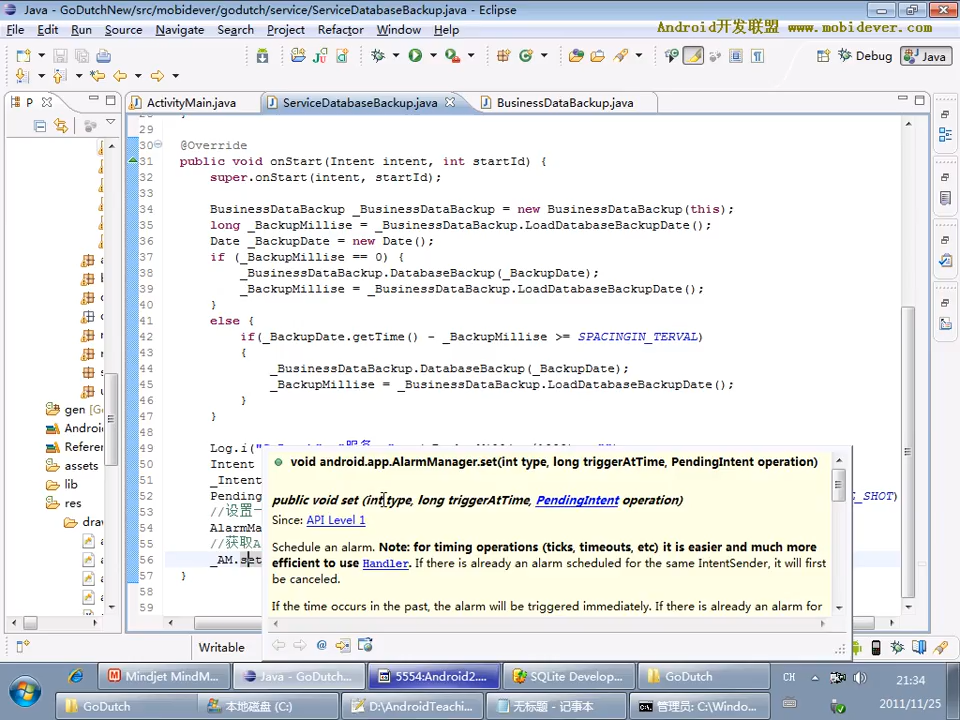 Java - GoDutchNew/src/mobidever/godutch/service/ServiceDatabaseBackup.java - Eclipse
File Edit Source Refactor Navigate Search Project Refactor Window Help
Android开发联盟 www.mobidever.com
Debug Java
P
ActivityMain.java ServiceDatabaseBackup.java BusinessDataBackup.java
29
30 @Override
31 public void onStart(Intent intent, int startId) {
32 super.onStart(intent, startId);
33
34 BusinessDataBackup _BusinessDataBackup = new BusinessDataBackup(this);
35 long _BackupMillise = _BusinessDataBackup.LoadDatabaseBackupDate();
36 Date _BackupDate = new Date();
37 if (_BackupMillise == 0) {
38 _BusinessDataBackup.DatabaseBackup(_BackupDate);
39 _BackupMillise = _BusinessDataBackup.LoadDatabaseBackupDate();
40 }
41 else {
42 if(_BackupDate.getTime() - _BackupMillise >= SPACINGIN_TERVAL)
43 {
44 _BusinessDataBackup.DatabaseBackup(_BackupDate);
45 _BackupMillise = _BusinessDataBackup.LoadDatabaseBackupDate();
46 }
47 }
48
49 Log.i("
50 Intent
51 _Intent
52 Pending G_SHOT)
53 //设置一
54 AlarmMa
55 //获取A
56 _AM.set
57 }
58
59
gen [G
Androi
Referer
assets
lib
res
draw
void android.app.AlarmManager.set(int type, long triggerAtTime, PendingIntent operation)
public void set (int type, long triggerAtTime, PendingIntent operation)
Since: API Level 1
Schedule an alarm. Note: for timing operations (ticks, timeouts, etc) it is easier and much more
efficient to use Handler. If there is already an alarm scheduled for the same IntentSender, it will first
be canceled.
If the time occurs in the past, the alarm will be triggered immediately. If there is already an alarm for
Writable
Mindjet MindM... Java - GoDutch... 5554:Android2.... SQLite Develop... GoDutch CH 21:34
GoDutch 本地磁盘 (C:) D:\AndroidTeachin... 无标题 - 记事本 管理员: C:\Windo... 2011/11/25